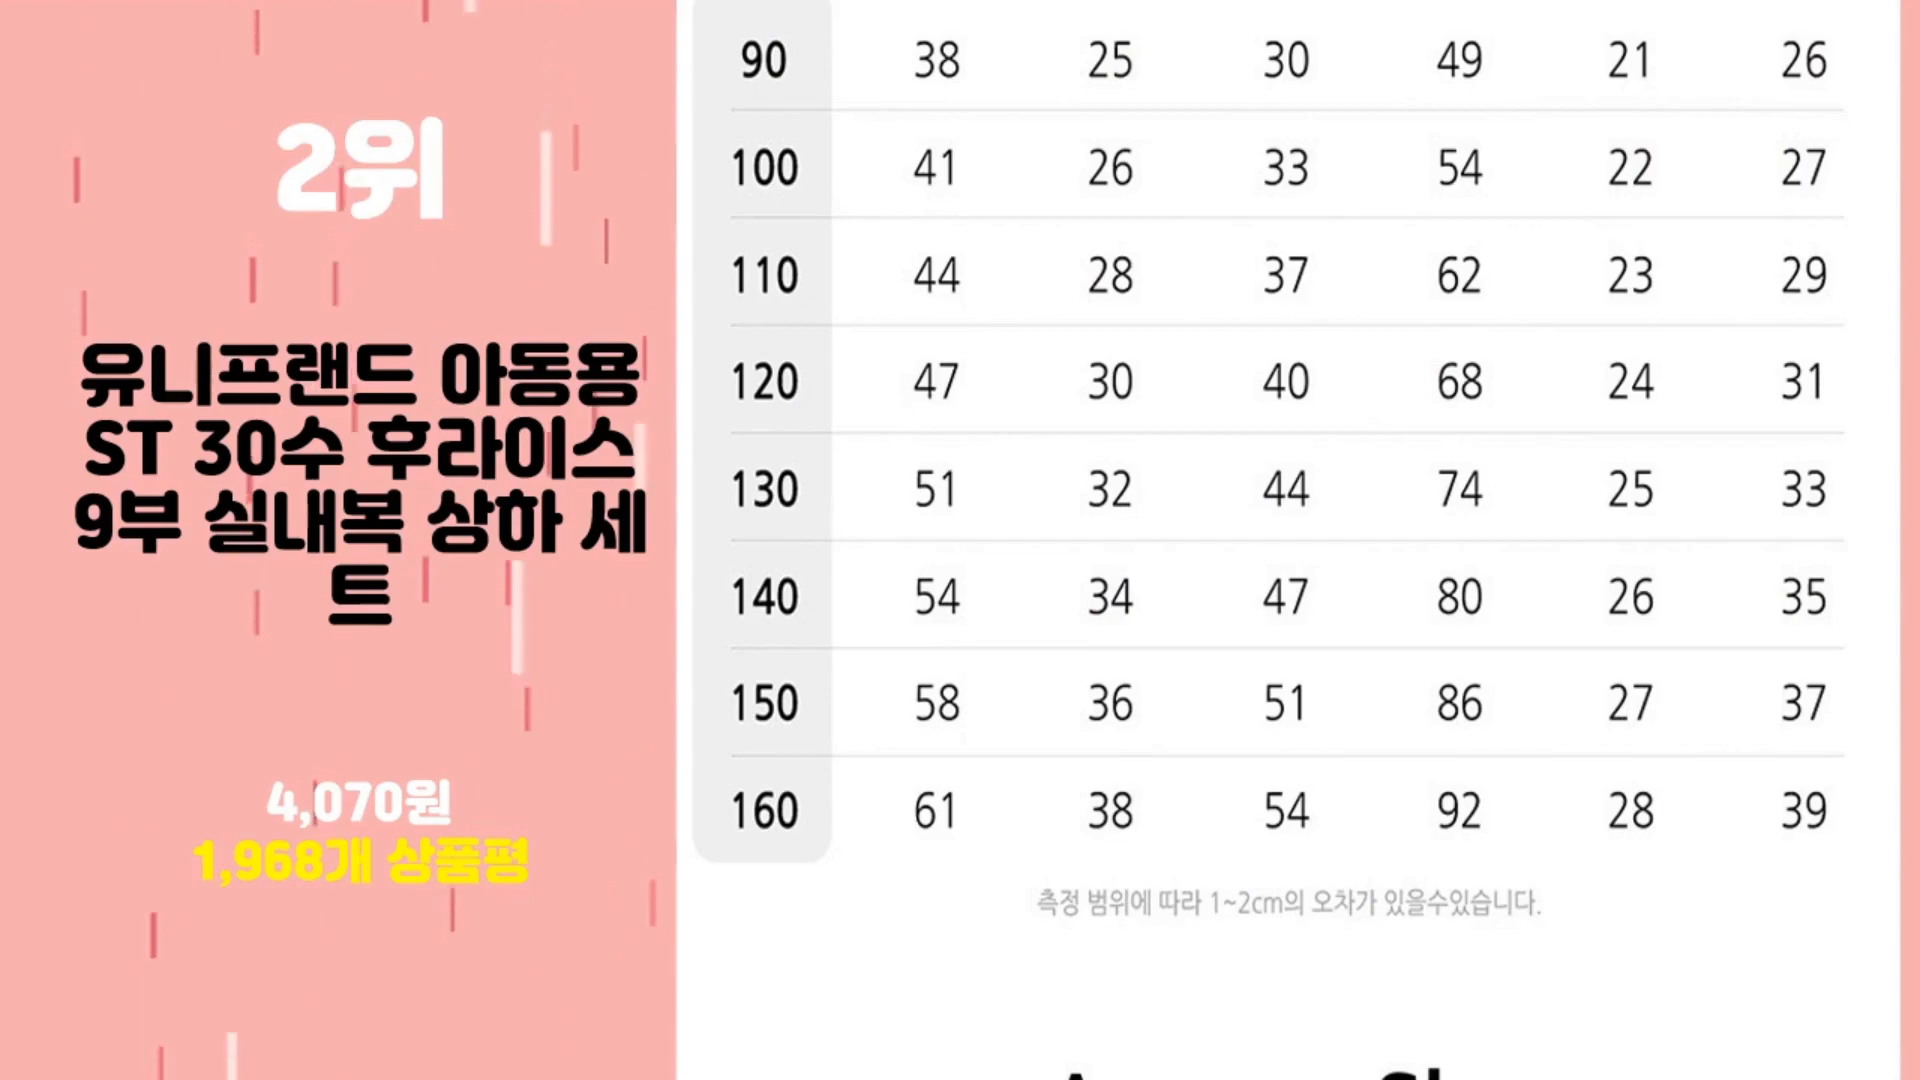 2위
유니프랜드 아동용
ST 30수 후라이스
9부 실내복 상하 세
트
4,070원
1,968개 상품평
90 38 25 30 49 21 26
100 41 26 33 54 22 27
110 44 28 37 62 23 29
120 47 30 40 68 24 31
130 51 32 44 74 25 33
140 54 34 47 80 26 35
150 58 36 51 86 27 37
160 61 38 54 92 28 39
측정 범위에 따라 1~2cm의 오차가 있을수있습니다.